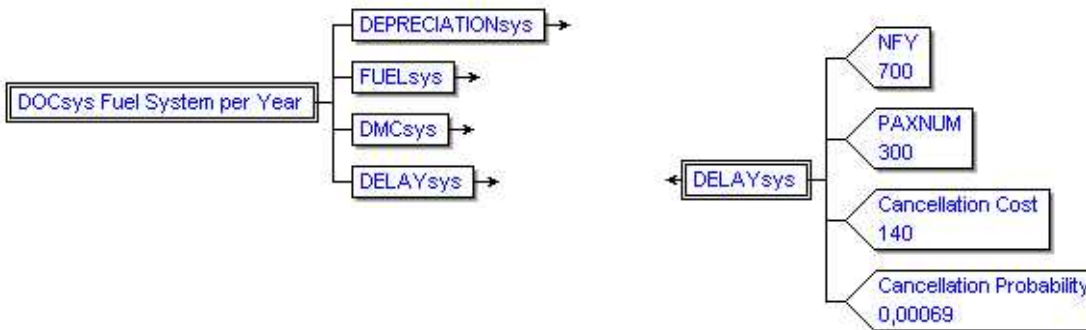 DOCsys Fuel System per Year
DEPRECIATIONsys
FUELsys
DMCsys
DELAYsys
DELAYsys
NFY
700
PAXNUM
300
Cancellation Cost
140
Cancellation Probability
0,00069